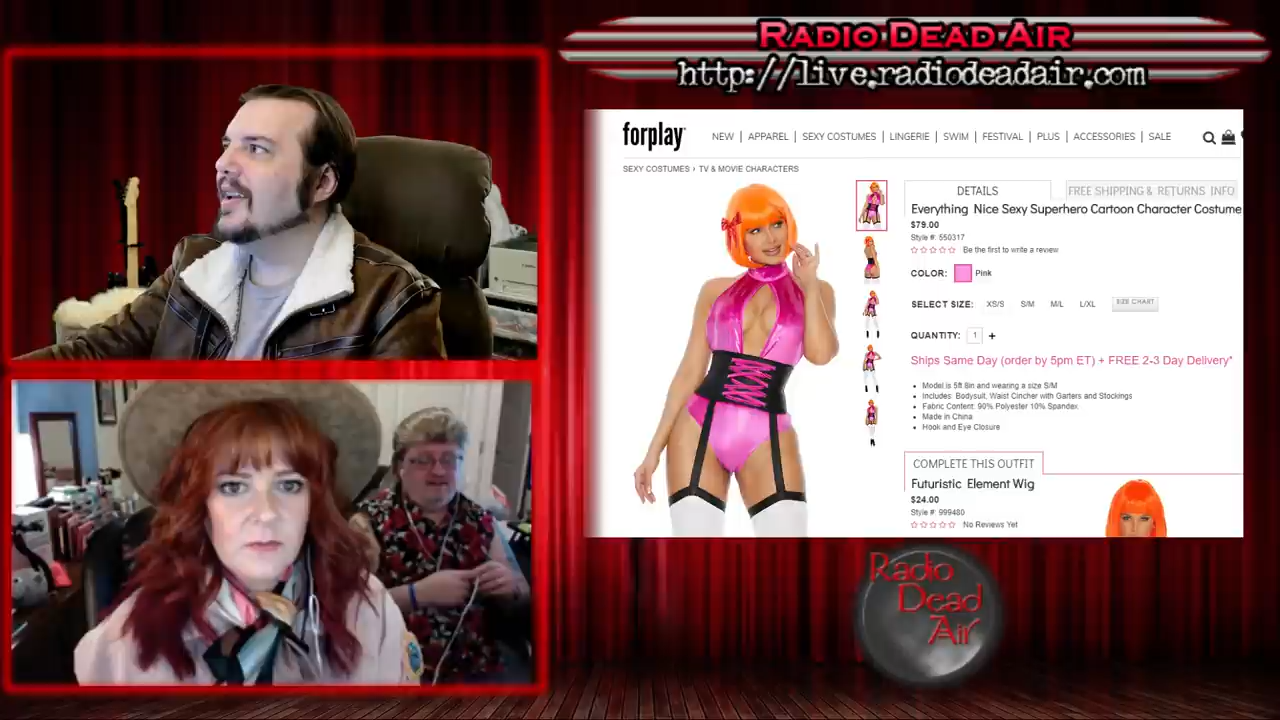 RADIO DEAD AIR
http://live.radiodeadair.com
forplay
NEW | APPAREL | SEXY COSTUMES | LINGERIE | SWIM | FESTIVAL | PLUS | ACCESSORIES | SALE
SEXY COSTUMES › TV & MOVIE CHARACTERS
DETAILS
FREE SHIPPING & RETURNS INFO
Everything Nice Sexy Superhero Cartoon Character Costume
$79.00
Style #: 550317
Be the first to write a review
COLOR: Pink
SELECT SIZE: XS/S S/M M/L L/XL SIZE CHART
QUANTITY: 1 +
Ships Same Day (order by 5pm ET) + FREE 2-3 Day Delivery*
Model is 5ft 8in and wearing a size S/M
Includes: Bodysuit, Waist Cincher with Garters and Stockings
Fabric Content: 90% Polyester 10% Spandex
Made in China
Hook and Eye Closure
COMPLETE THIS OUTFIT
Futuristic Element Wig
$24.00
Style #: 999480
No Reviews Yet
Radio
Dead
Air